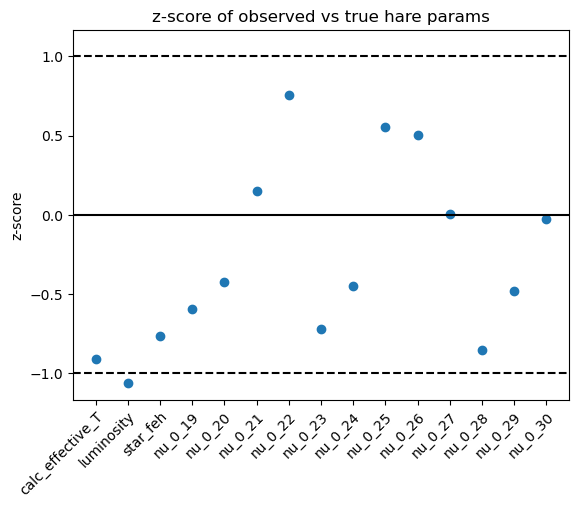 z-score of observed vs true hare params
1.0
0.5
0.0
−0.5
−1.0
z-score
calc_effective_T
luminosity
star_feh
nu_0_19
nu_0_20
nu_0_21
nu_0_22
nu_0_23
nu_0_24
nu_0_25
nu_0_26
nu_0_27
nu_0_28
nu_0_29
nu_0_30